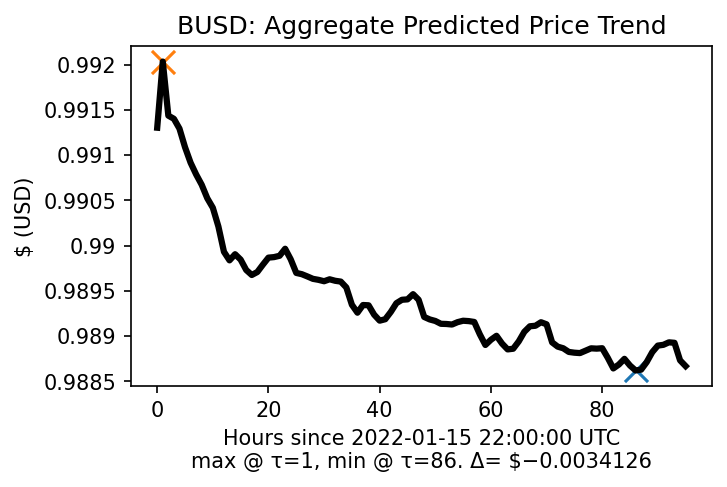 BUSD: Aggregate Predicted Price Trend
0.992
0.9915
0.991
0.9905
0.99
0.9895
0.989
0.9885
$ (USD)
0 20 40 60 80
Hours since 2022-01-15 22:00:00 UTC
max @ τ=1, min @ τ=86. Δ= $−0.0034126